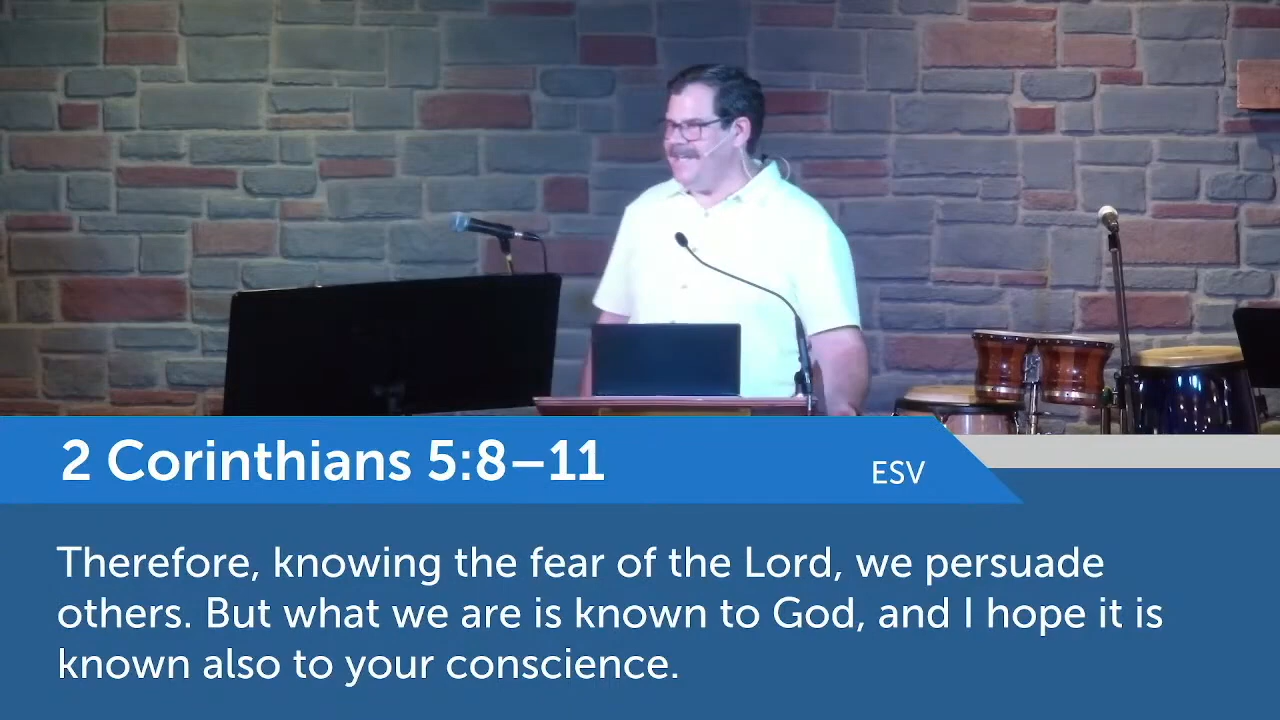 2 Corinthians 5:8–11
ESV
Therefore, knowing the fear of the Lord, we persuade
others. But what we are is known to God, and I hope it is
known also to your conscience.